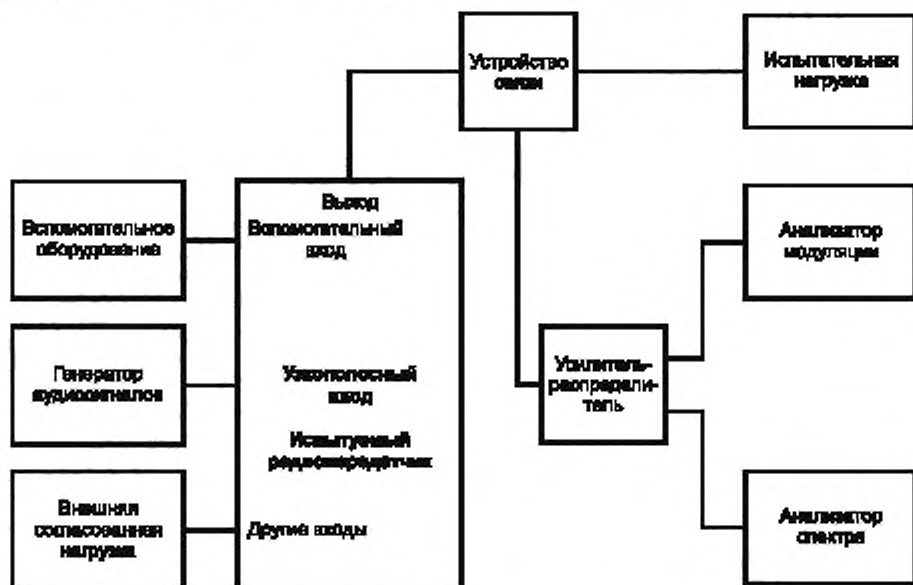 Устройство
связи
Испытательная
нагрузка
Выход
Вспомогательное
оборудование
Вспомогательный
вход
Анализатор
модуляции
Генератор
аудиосигналов
Узкополосный
вход
Усилитель-
распредели-
тель
Испытуемый
радиопередатчик
Внешняя
согласованная
нагрузка
Другие входы
Анализатор
спектра